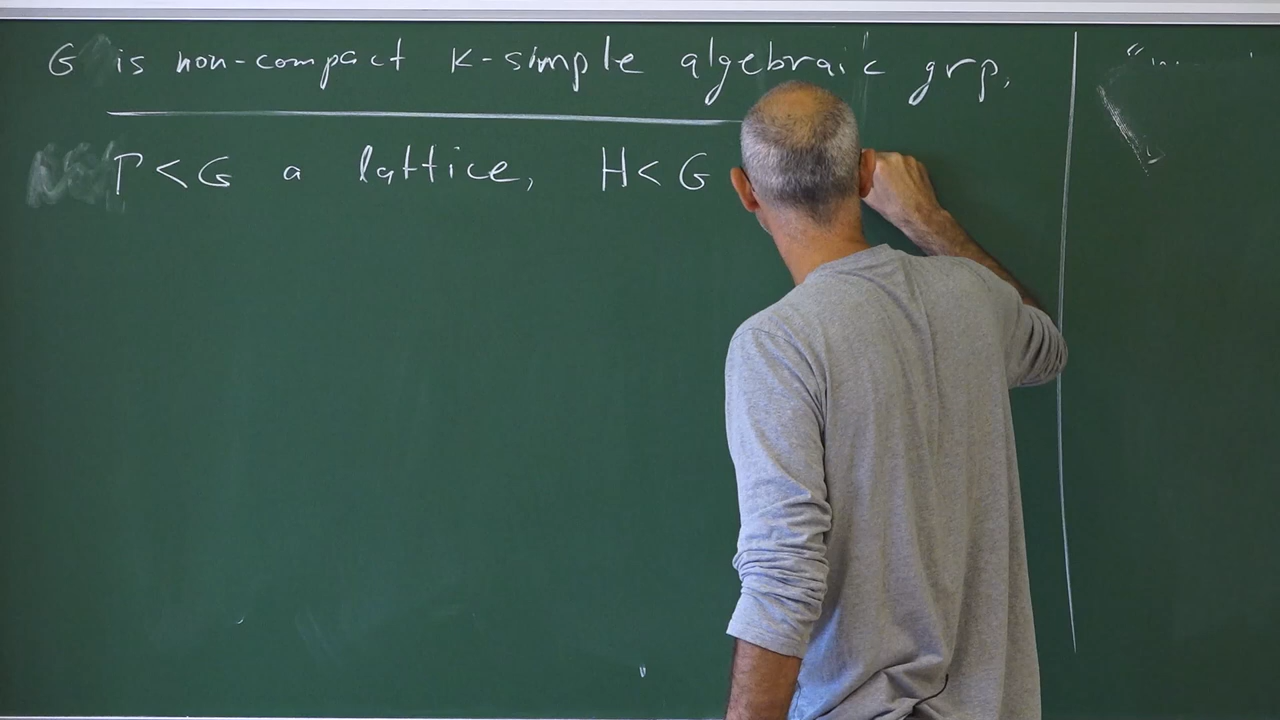 G is non-compact k-simple algebraic grp,
Γ < G a lattice, H < G